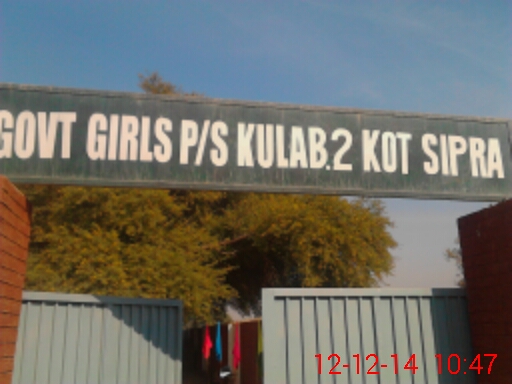 GOVT GIRLS P/S KULAB.2 KOT SIPRA
12-12-14 10:47